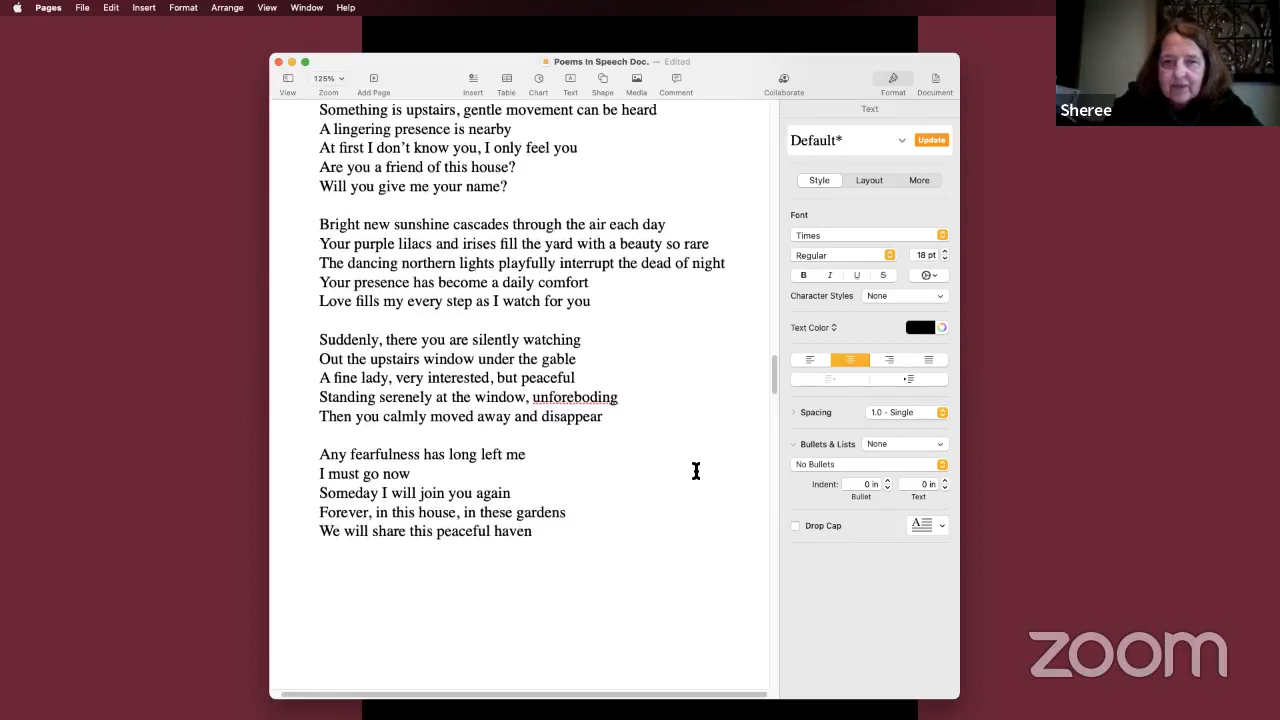 Pages File Edit Insert Format Arrange View Window Help
Poems In Speech Doc. — Edited
125%
View Zoom Add Page Insert Table Chart Text Shape Media Comment Collaborate Format Document
Something is upstairs, gentle movement can be heard
A lingering presence is nearby
At first I don't know you, I only feel you
Are you a friend of this house?
Will you give me your name?
Bright new sunshine cascades through the air each day
Your purple lilacs and irises fill the yard with a beauty so rare
The dancing northern lights playfully interrupt the dead of night
Your presence has become a daily comfort
Love fills my every step as I watch for you
Suddenly, there you are silently watching
Out the upstairs window under the gable
A fine lady, very interested, but peaceful
Standing serenely at the window, unforeboding
Then you calmly moved away and disappear
Any fearfulness has long left me
I must go now
Someday I will join you again
Forever, in this house, in these gardens
We will share this peaceful haven
Text
Default* Update
Style Layout More
Font
Times
Regular 18 pt
B I U S
Character Styles None
Text Color
Spacing 1.0 - Single
Bullets & Lists None
No Bullets
Indent: 0 in 0 in
Bullet Text
Drop Cap
A
Sheree
zoom